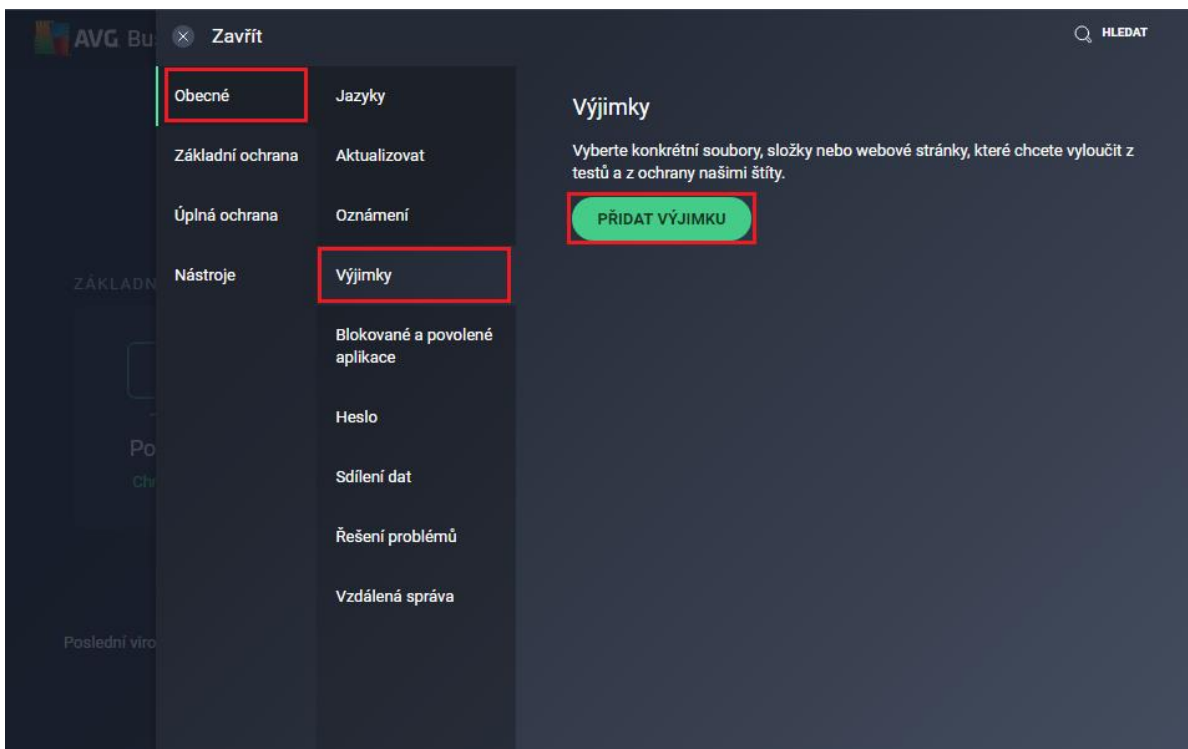 AVG Bu
Zavřít
HLEDAT
Obecné
Základní ochrana
Úplná ochrana
Nástroje
Jazyky
Aktualizovat
Oznámení
Výjimky
Blokované a povolené
aplikace
Heslo
Sdílení dat
Řešení problémů
Vzdálená správa
Výjimky
Vyberte konkrétní soubory, složky nebo webové stránky, které chcete vyloučit z
testů a z ochrany našimi štíty.
PŘIDAT VÝJIMKU
ZÁKLADN
Po
Chr
Poslední viro